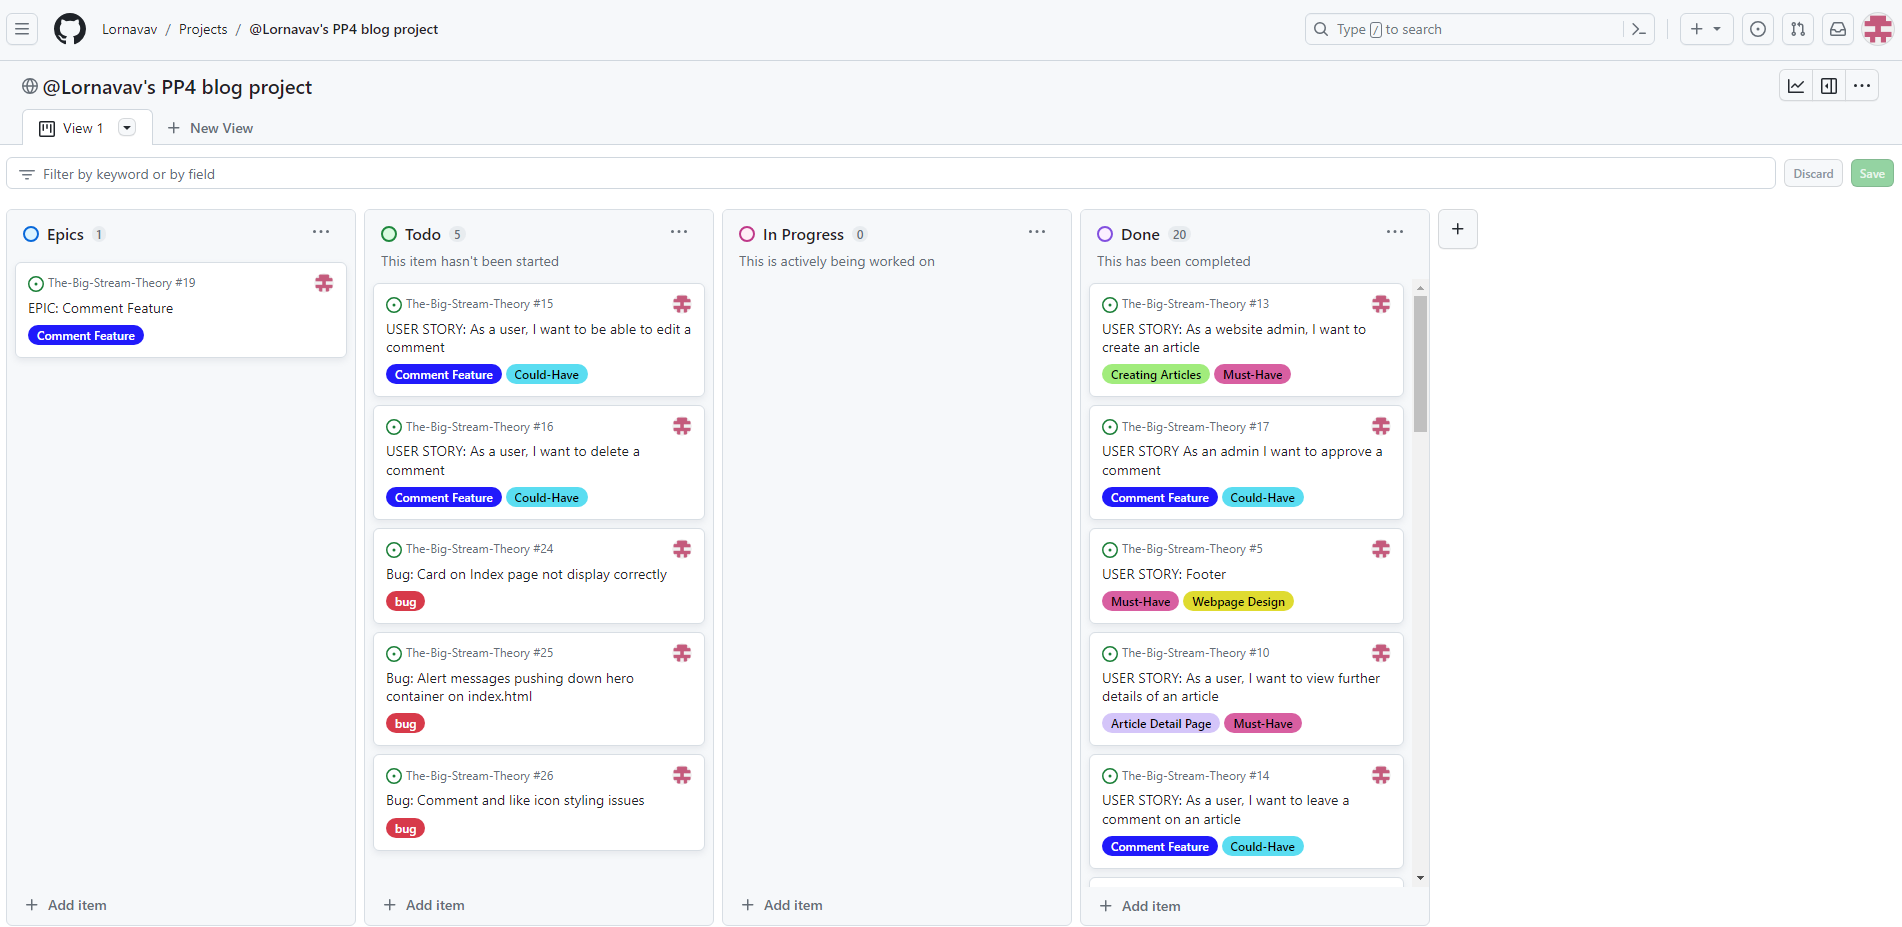 Lornavav / Projects / @Lornavav's PP4 blog project
Type / to search
@Lornavav's PP4 blog project
View 1
New View
Filter by keyword or by field
Discard
Save
Epics 1
The-Big-Stream-Theory #19
EPIC: Comment Feature
Comment Feature
Add item
Todo 5
This item hasn't been started
The-Big-Stream-Theory #15
USER STORY: As a user, I want to be able to edit a
comment
Comment Feature Could-Have
The-Big-Stream-Theory #16
USER STORY: As a user, I want to delete a
comment
Comment Feature Could-Have
The-Big-Stream-Theory #24
Bug: Card on Index page not display correctly
bug
The-Big-Stream-Theory #25
Bug: Alert messages pushing down hero
container on index.html
bug
The-Big-Stream-Theory #26
Bug: Comment and like icon styling issues
bug
Add item
In Progress 0
This is actively being worked on
Add item
Done 20
This has been completed
The-Big-Stream-Theory #13
USER STORY: As a website admin, I want to
create an article
Creating Articles Must-Have
The-Big-Stream-Theory #17
USER STORY As an admin I want to approve a
comment
Comment Feature Could-Have
The-Big-Stream-Theory #5
USER STORY: Footer
Must-Have Webpage Design
The-Big-Stream-Theory #10
USER STORY: As a user, I want to view further
details of an article
Article Detail Page Must-Have
The-Big-Stream-Theory #14
USER STORY: As a user, I want to leave a
comment on an article
Comment Feature Could-Have
Add item